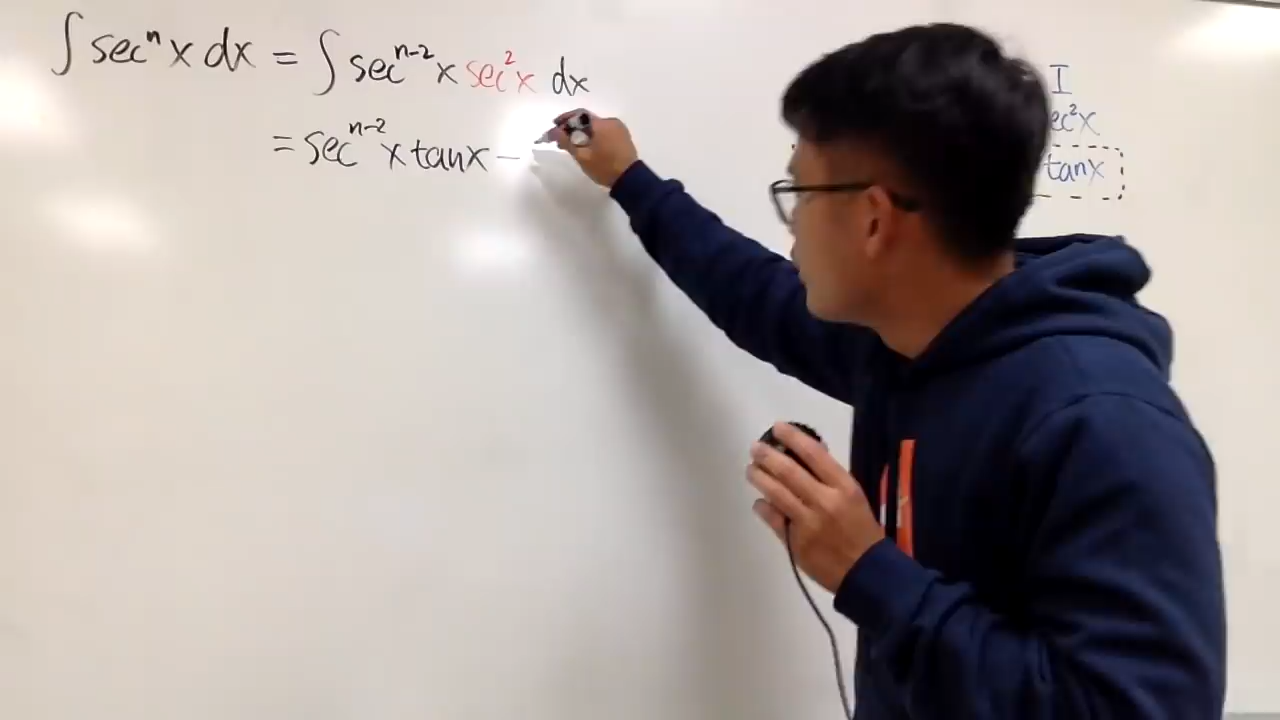 ∫ secⁿ x dx = ∫ secⁿ⁻² x sec² x dx
= secⁿ⁻² x tanx −
I
ec²x
tanx